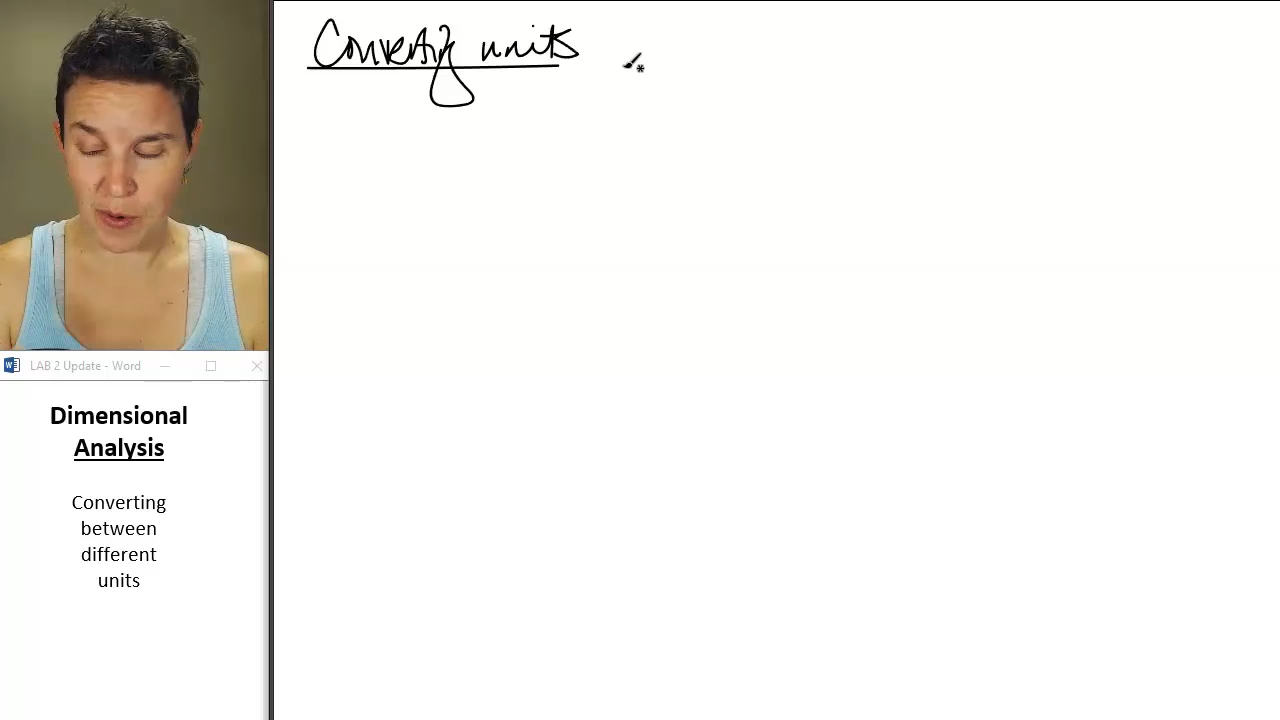 Converting units
LAB 2 Update - Word
Dimensional
Analysis
Converting
between
different
units